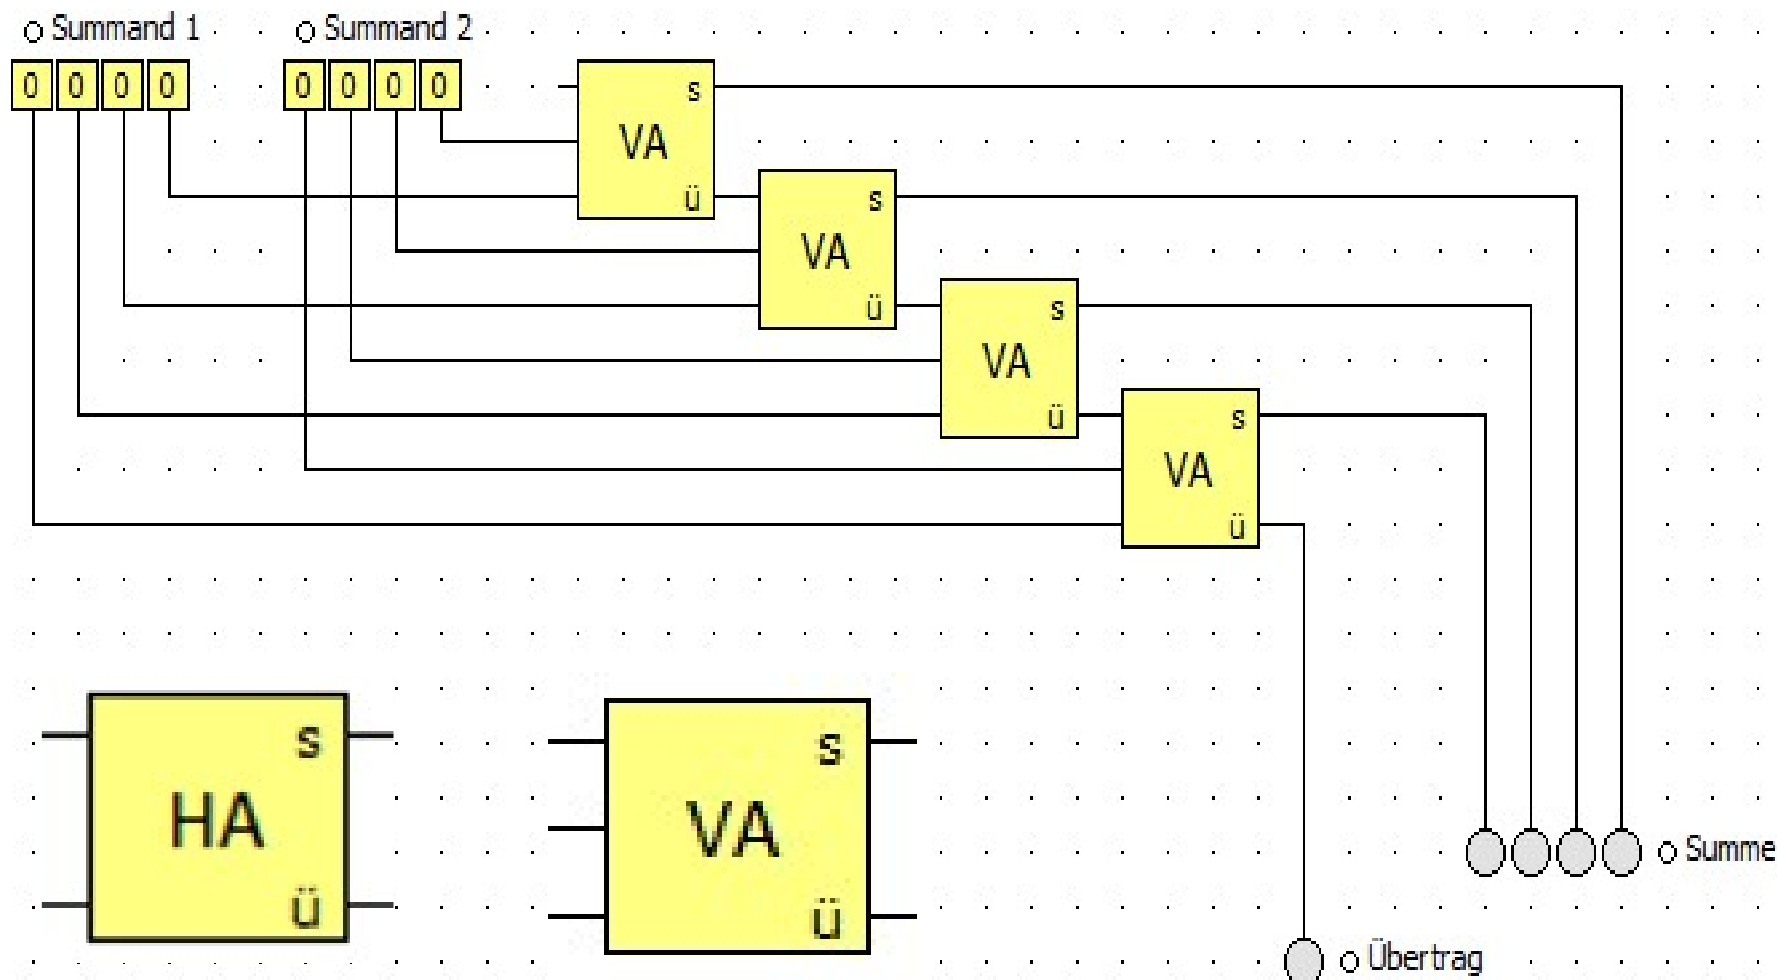 Summand 1 Summand 2
0 0 0 0 0 0 0 0
s
VA
ü s
VA
ü s
VA
ü s
VA
ü
s s
HA VA
ü ü
Summe
Übertrag